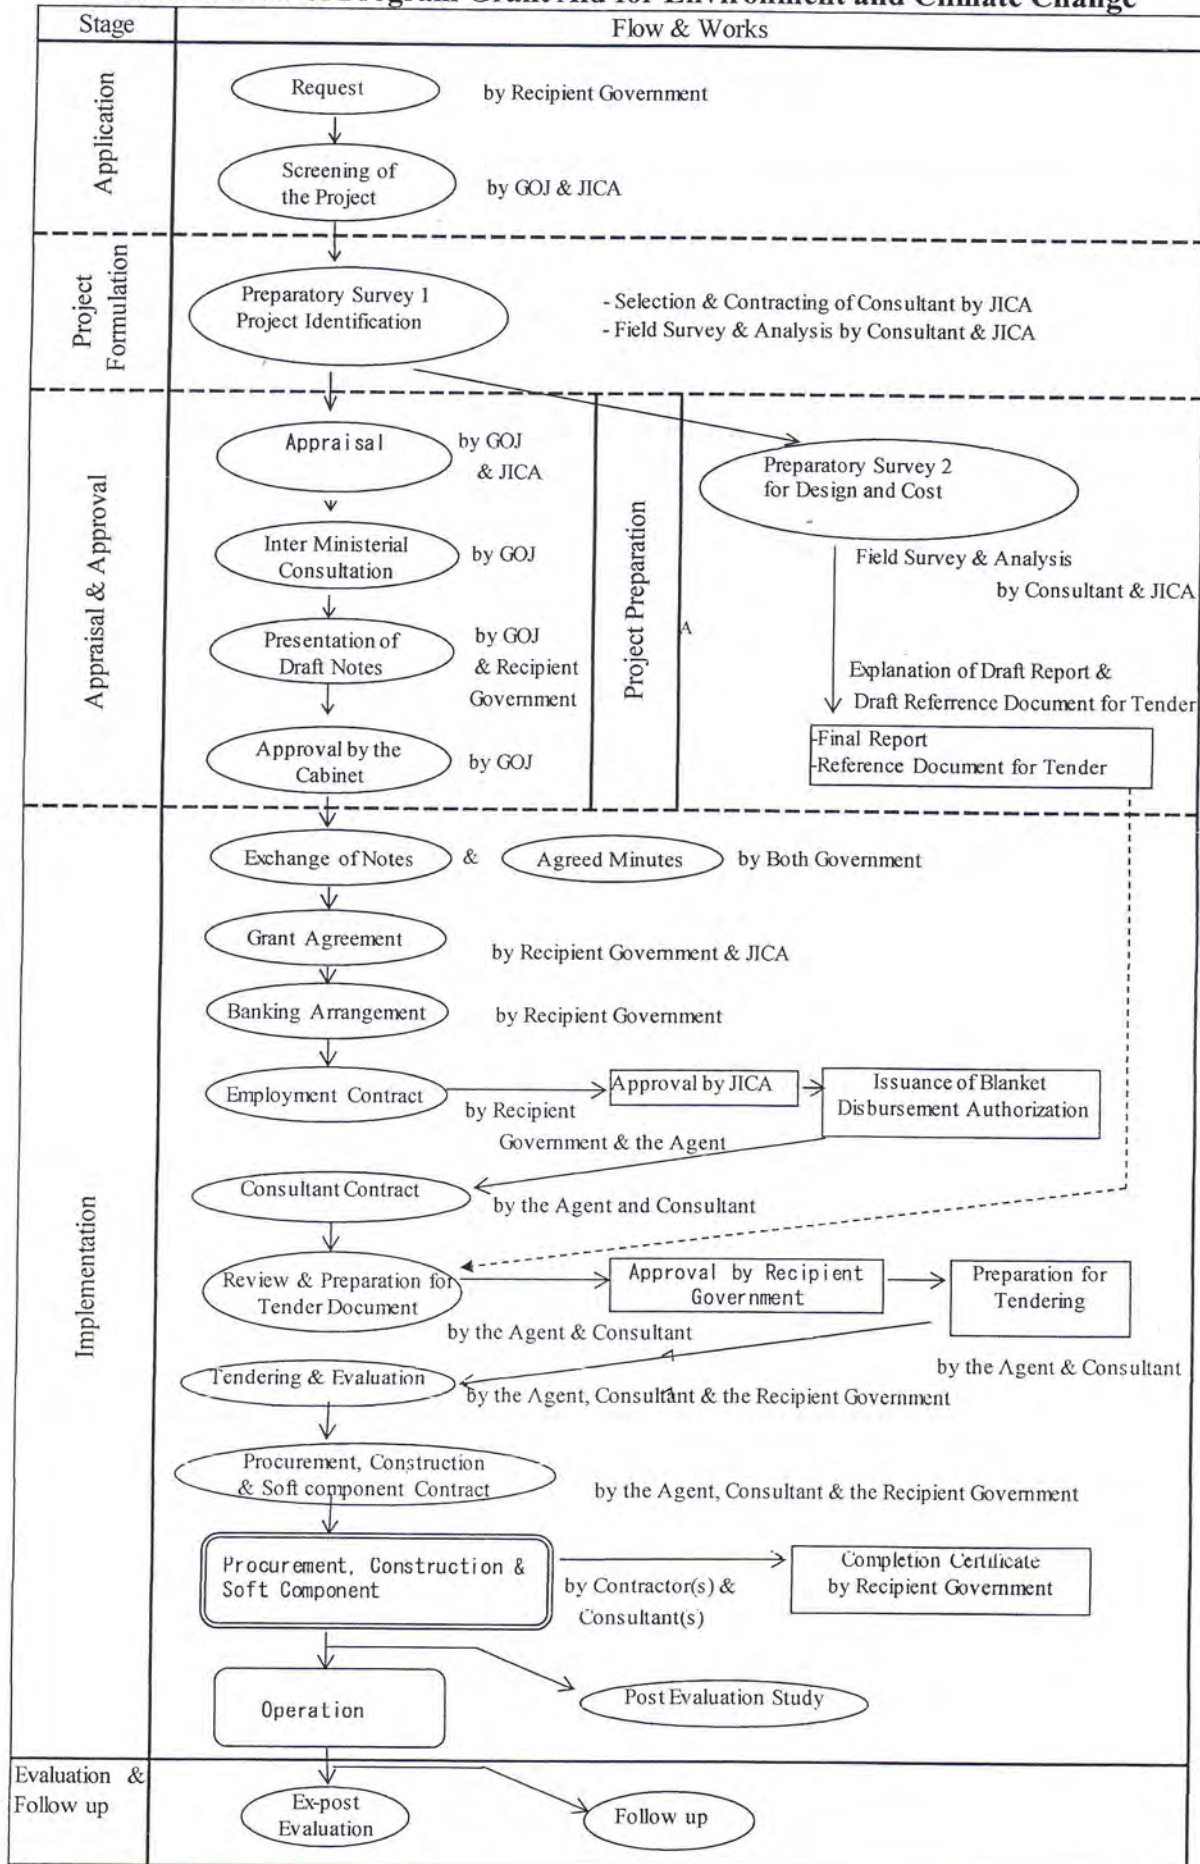 Program Grant Aid for Environment and Climate Change
Stage
Flow & Works
Application
Request
by Recipient Government
Screening of
the Project
by GOJ & JICA
Project
Formulation
Preparatory Survey 1
Project Identification
- Selection & Contracting of Consultant by JICA
- Field Survey & Analysis by Consultant & JICA
Appraisal & Approval
Appraisal
by GOJ
& JICA
Inter Ministerial
Consultation
by GOJ
Presentation of
Draft Notes
by GOJ
& Recipient
Government
Approval by the
Cabinet
by GOJ
Project Preparation
A
Preparatory Survey 2
for Design and Cost
Field Survey & Analysis
by Consultant & JICA
Explanation of Draft Report &
Draft Referrence Document for Tender
-Final Report
-Reference Document for Tender
Implementation
Exchange of Notes
&
Agreed Minutes
by Both Government
Grant Agreement
by Recipient Government & JICA
Banking Arrangement
by Recipient Government
Employment Contract
by Recipient
Government & the Agent
Approval by JICA
Issuance of Blanket
Disbursement Authorization
Consultant Contract
by the Agent and Consultant
Review & Preparation for
Tender Document
by the Agent & Consultant
Approval by Recipient
Government
Preparation for
Tendering
by the Agent & Consultant
Tendering & Evaluation
by the Agent, Consultant & the Recipient Government
Procurement, Construction
& Soft component Contract
by the Agent, Consultant & the Recipient Government
Procurement, Construction &
Soft Component
by Contractor(s) &
Consultant(s)
Completion Certificate
by Recipient Government
Operation
Post Evaluation Study
Evaluation &
Follow up
Ex-post
Evaluation
Follow up